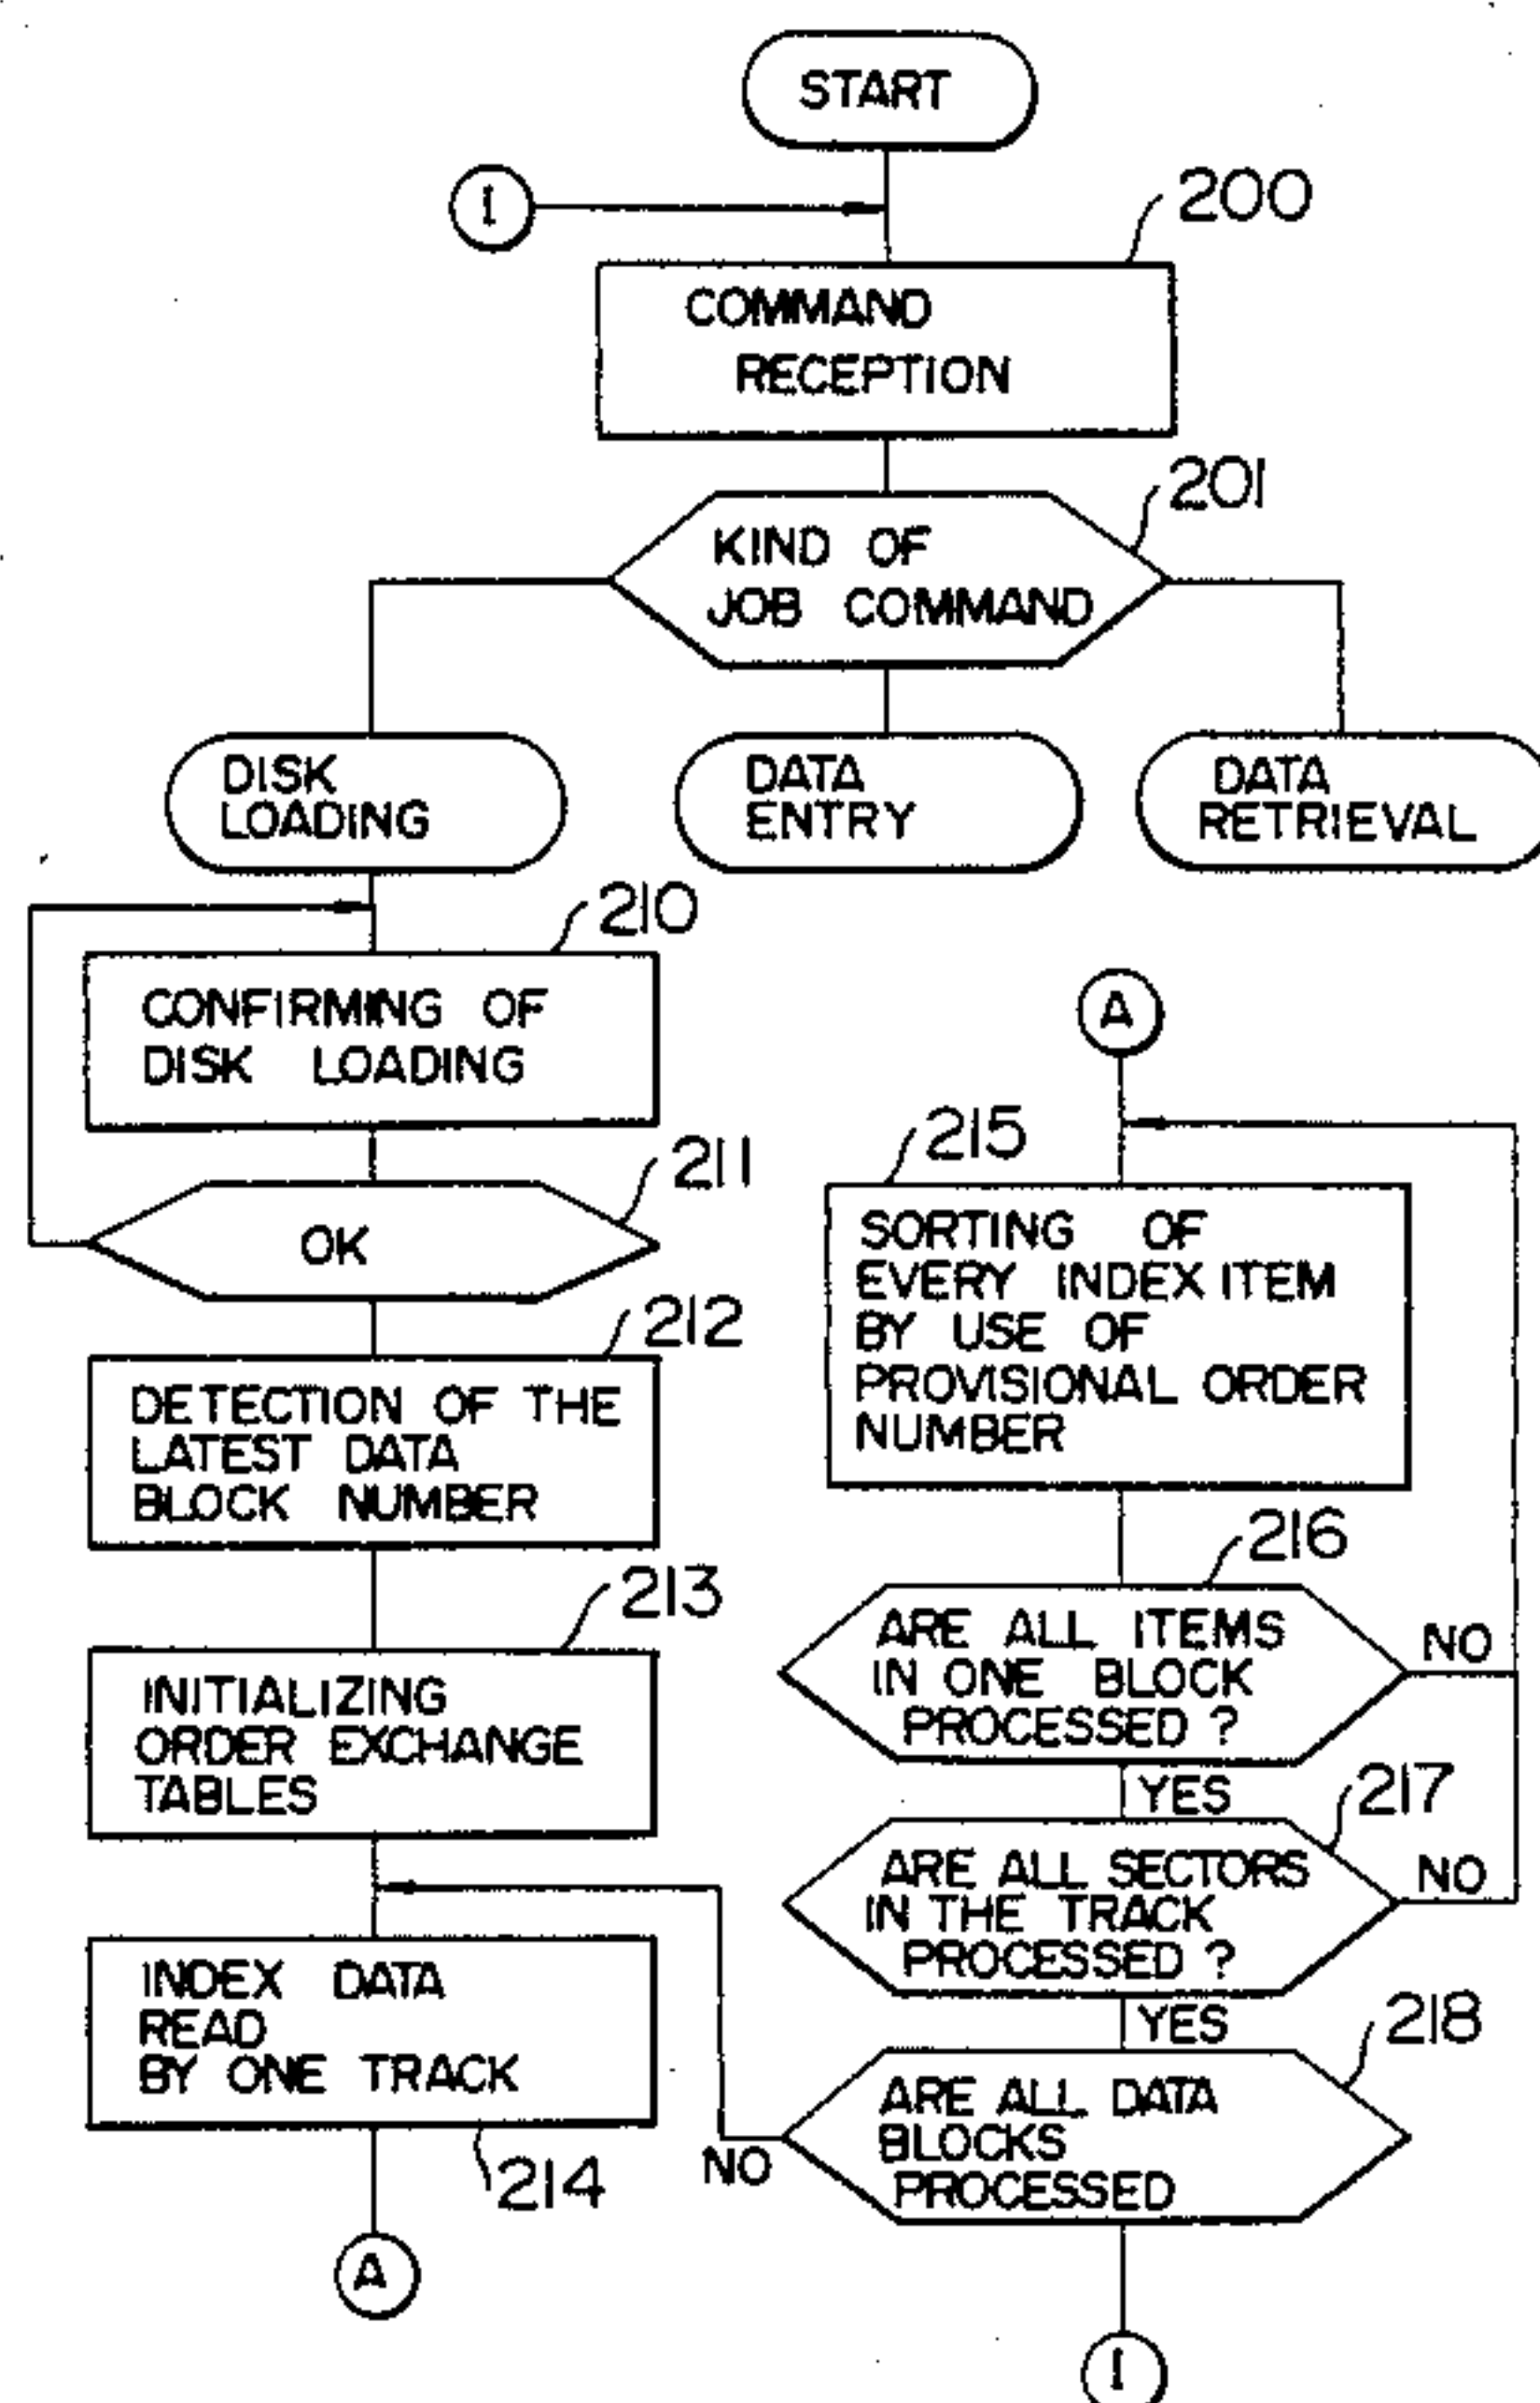 START
1
200
COMMAND
RECEPTION
201
KIND OF
JOB COMMAND
DISK
LOADING
DATA
ENTRY
DATA
RETRIEVAL
210
CONFIRMING OF
DISK LOADING
211
OK
212
DETECTION OF THE
LATEST DATA
BLOCK NUMBER
213
INITIALIZING
ORDER EXCHANGE
TABLES
INDEX DATA
READ
BY ONE TRACK
214
A
A
215
SORTING OF
EVERY INDEX ITEM
BY USE OF
PROVISIONAL ORDER
NUMBER
216
ARE ALL ITEMS
IN ONE BLOCK
PROCESSED ?
NO
YES
217
ARE ALL SECTORS
IN THE TRACK
PROCESSED ?
NO
YES
218
ARE ALL DATA
BLOCKS
PROCESSED
NO
1